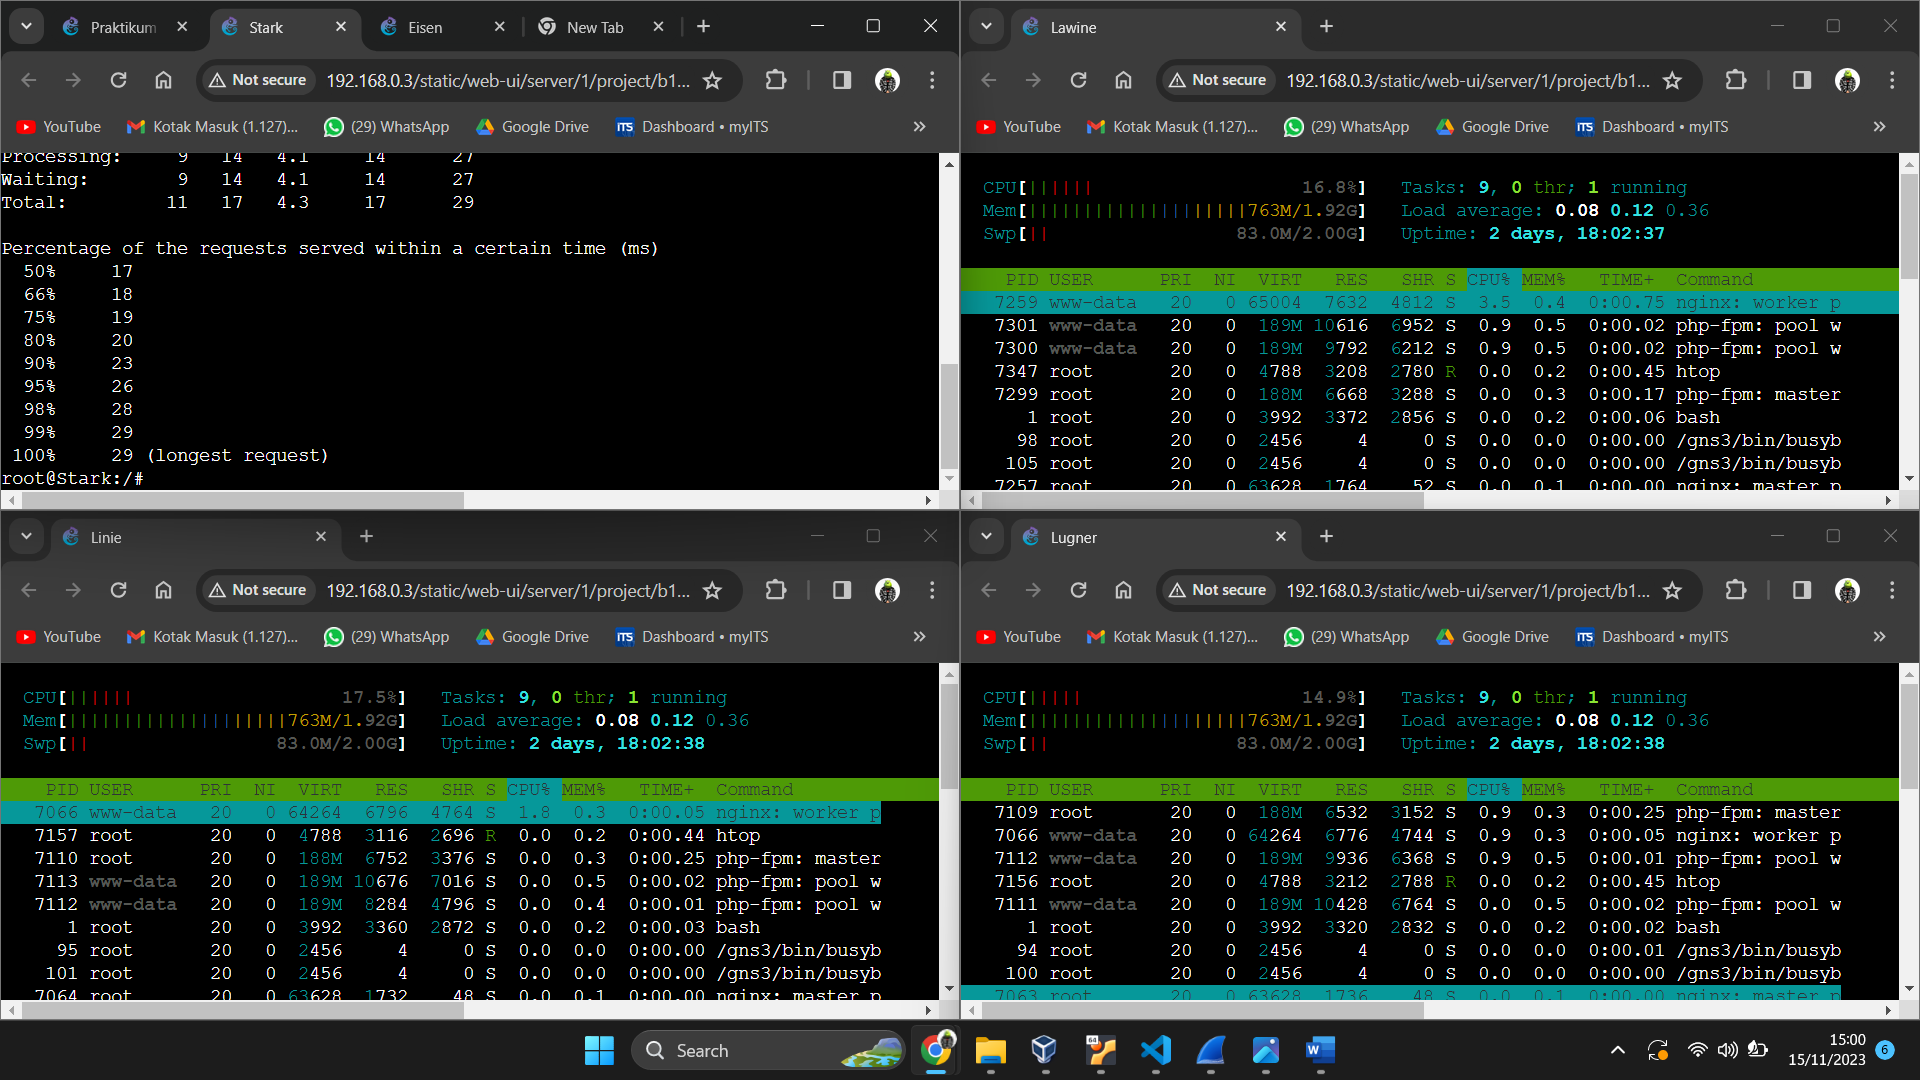 Praktikum
Stark
Eisen
New Tab
Not secure
192.168.0.3/static/web-ui/server/1/project/b1...
YouTube
Kotak Masuk (1.127)...
(29) WhatsApp
Google Drive
ITS Dashboard • myITS
Processing: 9 14 4.1 14 27
Waiting: 9 14 4.1 14 27
Total: 11 17 4.3 17 29
Percentage of the requests served within a certain time (ms)
50% 17
66% 18
75% 19
80% 20
90% 23
95% 26
98% 28
99% 29
100% 29 (longest request)
root@Stark:/#
Lawine
Not secure
192.168.0.3/static/web-ui/server/1/project/b1...
YouTube
Kotak Masuk (1.127)...
(29) WhatsApp
Google Drive
ITS Dashboard • myITS
CPU[|||||| 16.8%] Tasks: 9, 0 thr; 1 running
Mem[||||||||||||||||||||763M/1.92G] Load average: 0.08 0.12 0.36
Swp[|| 83.0M/2.00G] Uptime: 2 days, 18:02:37
PID USER PRI NI VIRT RES SHR S CPU% MEM% TIME+ Command
7259 www-data 20 0 65004 7632 4812 S 3.5 0.4 0:00.75 nginx: worker p
7301 www-data 20 0 189M 10616 6952 S 0.9 0.5 0:00.02 php-fpm: pool w
7300 www-data 20 0 189M 9792 6212 S 0.9 0.5 0:00.02 php-fpm: pool w
7347 root 20 0 4788 3208 2780 R 0.0 0.2 0:00.45 htop
7299 root 20 0 188M 6668 3288 S 0.0 0.3 0:00.17 php-fpm: master
1 root 20 0 3992 3372 2856 S 0.0 0.2 0:00.06 bash
98 root 20 0 2456 4 0 S 0.0 0.0 0:00.00 /gns3/bin/busyb
105 root 20 0 2456 4 0 S 0.0 0.0 0:00.00 /gns3/bin/busyb
7257 root 20 0 63628 1764 52 S 0.0 0.1 0:00.00 nginx: master p
Linie
Not secure
192.168.0.3/static/web-ui/server/1/project/b1...
YouTube
Kotak Masuk (1.127)...
(29) WhatsApp
Google Drive
ITS Dashboard • myITS
CPU[|||||| 17.5%] Tasks: 9, 0 thr; 1 running
Mem[||||||||||||||||||||763M/1.92G] Load average: 0.08 0.12 0.36
Swp[|| 83.0M/2.00G] Uptime: 2 days, 18:02:38
PID USER PRI NI VIRT RES SHR S CPU% MEM% TIME+ Command
7066 www-data 20 0 64264 6796 4764 S 1.8 0.3 0:00.05 nginx: worker p
7157 root 20 0 4788 3116 2696 R 0.0 0.2 0:00.44 htop
7110 root 20 0 188M 6752 3376 S 0.0 0.3 0:00.25 php-fpm: master
7113 www-data 20 0 189M 10676 7016 S 0.0 0.5 0:00.02 php-fpm: pool w
7112 www-data 20 0 189M 8284 4796 S 0.0 0.4 0:00.01 php-fpm: pool w
1 root 20 0 3992 3360 2872 S 0.0 0.2 0:00.03 bash
95 root 20 0 2456 4 0 S 0.0 0.0 0:00.00 /gns3/bin/busyb
101 root 20 0 2456 4 0 S 0.0 0.0 0:00.00 /gns3/bin/busyb
7064 root 20 0 63628 1732 48 S 0.0 0.1 0:00.00 nginx: master p
Lugner
Not secure
192.168.0.3/static/web-ui/server/1/project/b1...
YouTube
Kotak Masuk (1.127)...
(29) WhatsApp
Google Drive
ITS Dashboard • myITS
CPU[||||| 14.9%] Tasks: 9, 0 thr; 1 running
Mem[||||||||||||||||||||763M/1.92G] Load average: 0.08 0.12 0.36
Swp[|| 83.0M/2.00G] Uptime: 2 days, 18:02:38
PID USER PRI NI VIRT RES SHR S CPU% MEM% TIME+ Command
7109 root 20 0 188M 6532 3152 S 0.9 0.3 0:00.25 php-fpm: master
7066 www-data 20 0 64264 6776 4744 S 0.9 0.3 0:00.05 nginx: worker p
7112 www-data 20 0 189M 9936 6368 S 0.9 0.5 0:00.01 php-fpm: pool w
7156 root 20 0 4788 3212 2788 R 0.0 0.2 0:00.45 htop
7111 www-data 20 0 189M 10428 6764 S 0.0 0.5 0:00.02 php-fpm: pool w
1 root 20 0 3992 3320 2832 S 0.0 0.2 0:00.02 bash
94 root 20 0 2456 4 0 S 0.0 0.0 0:00.01 /gns3/bin/busyb
100 root 20 0 2456 4 0 S 0.0 0.0 0:00.00 /gns3/bin/busyb
7063 root 20 0 63628 1736 48 S 0.0 0.1 0:00.00 nginx: master p
Search
64
W
15:00
15/11/2023
6